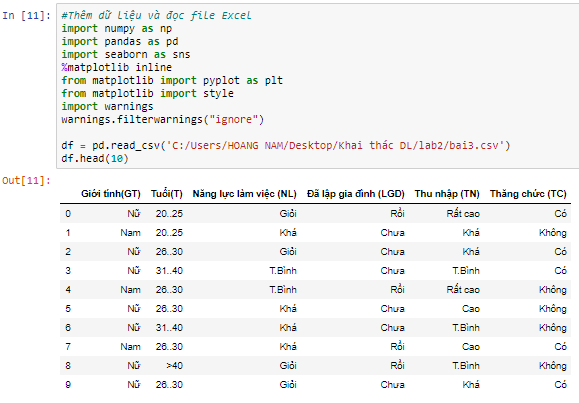 In [11]: #Thêm dữ liệu và đọc file Excel
import numpy as np
import pandas as pd
import seaborn as sns
%matplotlib inline
from matplotlib import pyplot as plt
from matplotlib import style
import warnings
warnings.filterwarnings("ignore")
df = pd.read_csv('C:/Users/HOANG NAM/Desktop/Khai thác DL/lab2/bai3.csv')
df.head(10)
Out[11]:
Giới tính(GT) Tuổi(T) Năng lực làm việc (NL) Đã lập gia đình (LGD) Thu nhập (TN) Thăng chức (TC)
0 Nữ 20..25 Giỏi Rồi Rất cao Có
1 Nam 20..25 Khá Chưa Khá Không
2 Nữ 26..30 Giỏi Chưa Khá Có
3 Nữ 31..40 T.Bình Chưa T.Bình Có
4 Nam 26..30 T.Bình Rồi Rất cao Không
5 Nữ 26..30 Khá Chưa Cao Không
6 Nữ 31..40 Khá Chưa T.Bình Không
7 Nam 26..30 Khá Rồi Cao Có
8 Nữ >40 Giỏi Rồi T.Bình Không
9 Nữ 26..30 Giỏi Chưa Khá Có